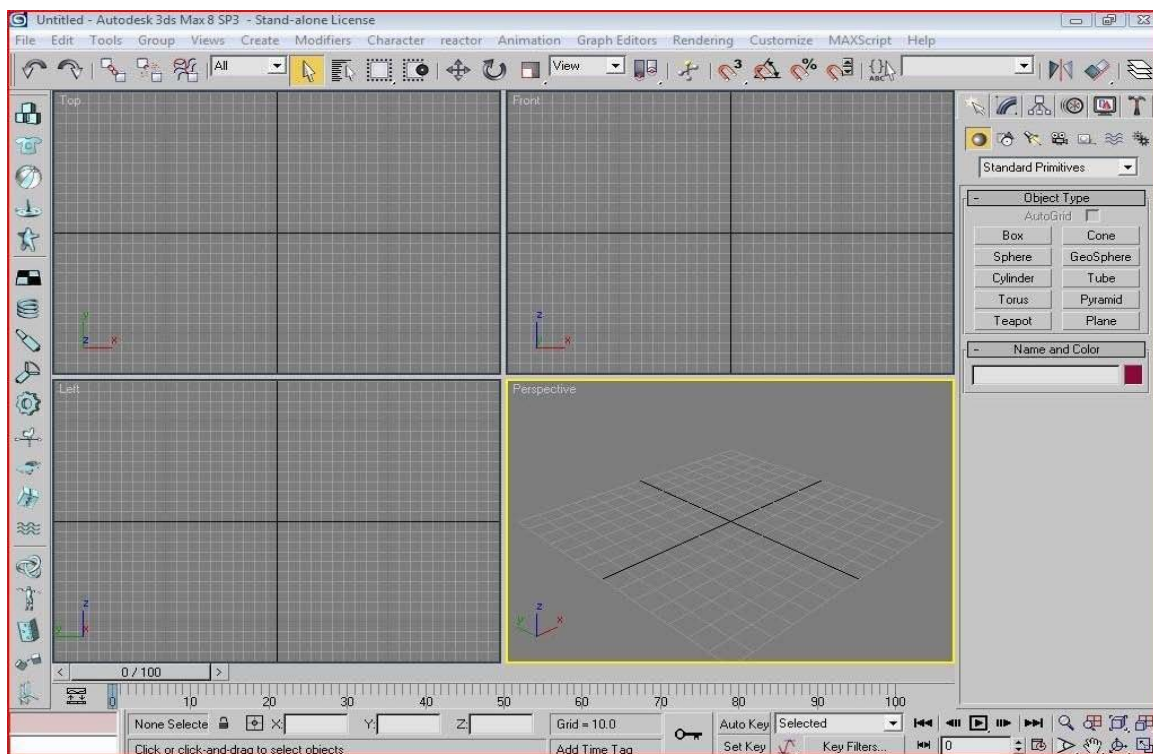 Untitled - Autodesk 3ds Max 8 SP3 - Stand-alone License
File Edit Tools Group Views Create Modifiers Character reactor Animation Graph Editors Rendering Customize MAXScript Help
All View 3 % {} ABC
Top Front
Standard Primitives
- Object Type
AutoGrid
Box Cone
Sphere GeoSphere
Cylinder Tube
Torus Pyramid
Teapot Plane
y z
z x x
- Name and Color
Left Perspective
z z
y x y x
< 0 / 100 >
0 10 20 30 40 50 60 70 80 90 100
None Selecte X: Y: Z: Grid = 10.0 Auto Key Selected
Click or click-and-drag to select objects Add Time Tag Set Key Key Filters... 0